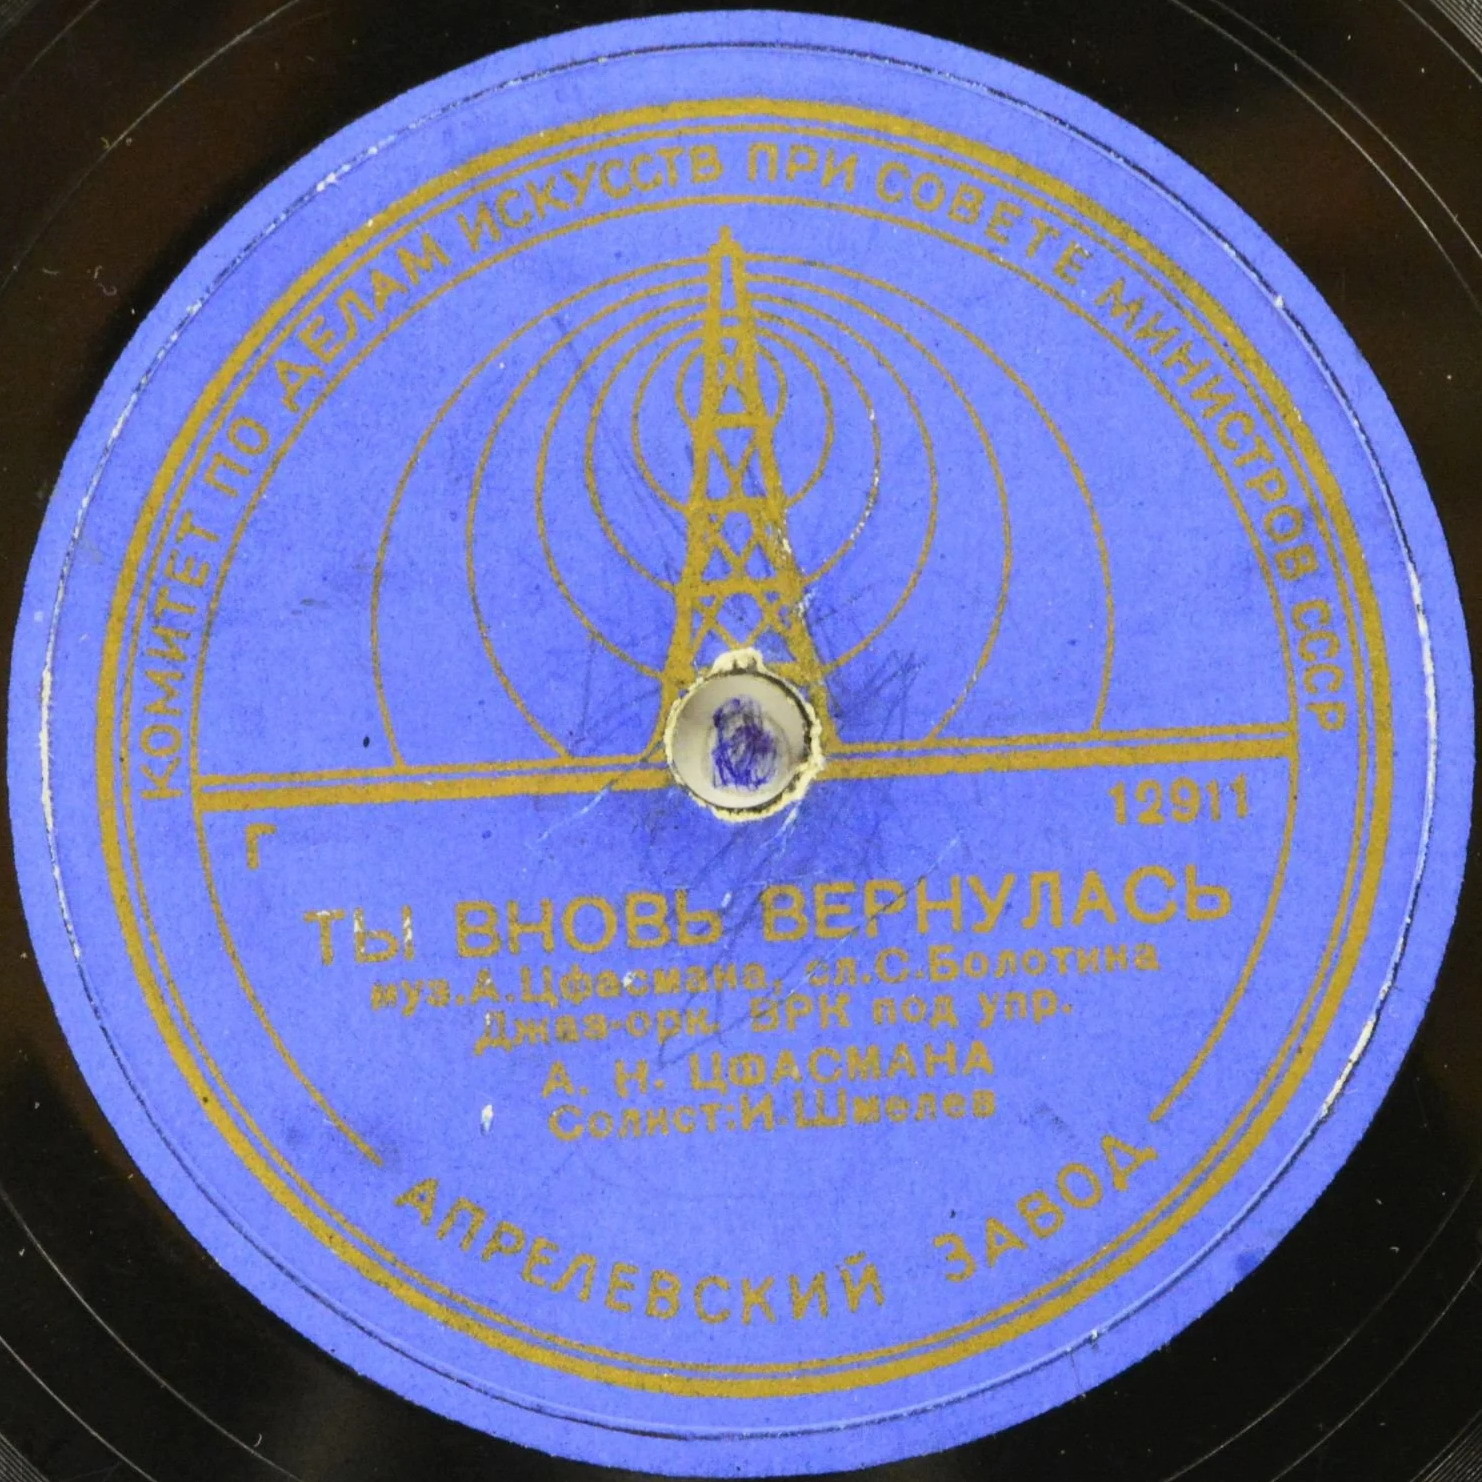 КОМИТЕТ ПО ДЕЛАМ ИСКУССТВ ПРИ СОВЕТЕ МИНИСТРОВ СССР
Г 12911
ТЫ ВНОВЬ ВЕРНУЛАСЬ
муз.А.Цфасмана, сл.С.Болотина
Джаз-орк. ВРК под упр.
А. Н. ЦФАСМАНА
Солист:И.Шмелев
АПРЕЛЕВСКИЙ ЗАВОД